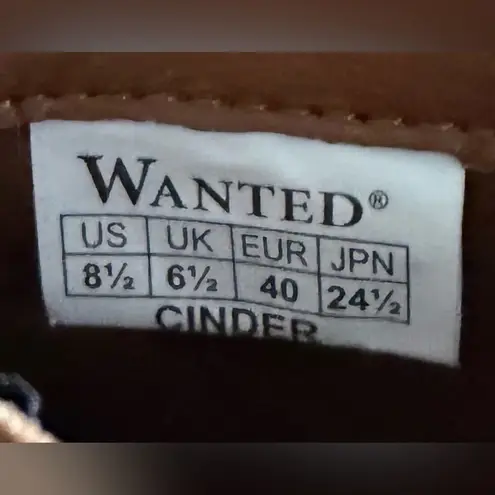 WANTED®
US UK EUR JPN
8½ 6½ 40 24½
CINDER